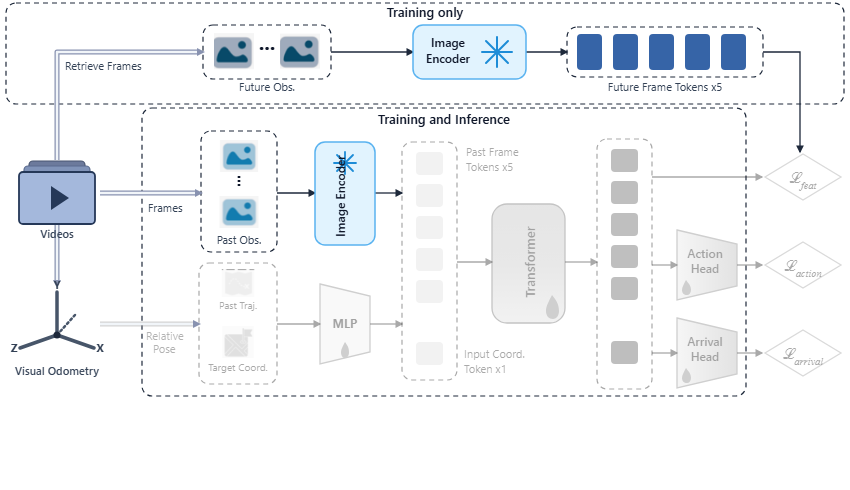 Training only
Retrieve Frames
Future Obs.
Image
Encoder
Future Frame Tokens x5
Training and Inference
Videos
Frames
Past Obs.
Image Encoder
Past Frame
Tokens x5
Transformer
ℒfeat
Action
Head
ℒaction
Z
X
Visual Odometry
Relative
Pose
Past Traj.
Target Coord.
MLP
Input Coord.
Token x1
Arrival
Head
ℒarrival